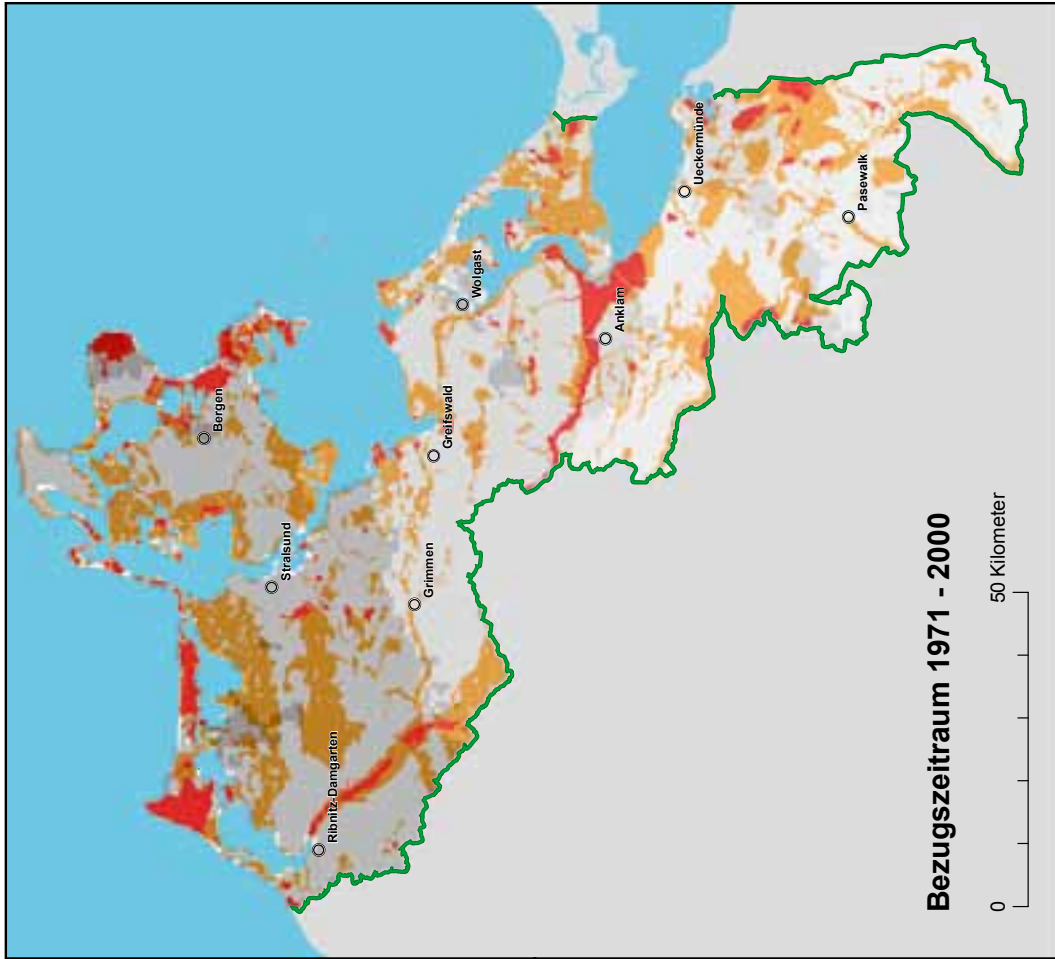 Bergen
Stralsund
Ribnitz-Damgarten
Grimmen
Greifswald
Wolgast
Anklam
Ueckermünde
Pasewalk
Bezugszeitraum 1971 - 2000
0
50 Kilometer